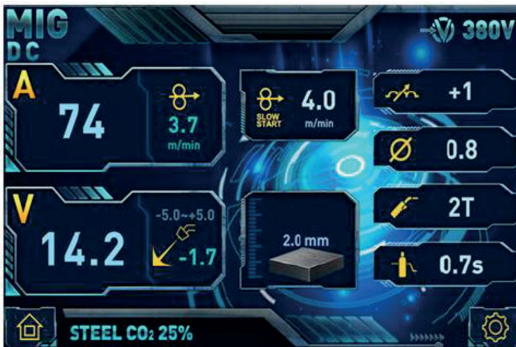 MIG
DC
380V
A
74
3.7
m/min
SLOW
START
4.0
m/min
+1
0.8
2T
0.7s
V
14.2
-5.0~+5.0
-1.7
2.0 mm
STEEL CO₂ 25%